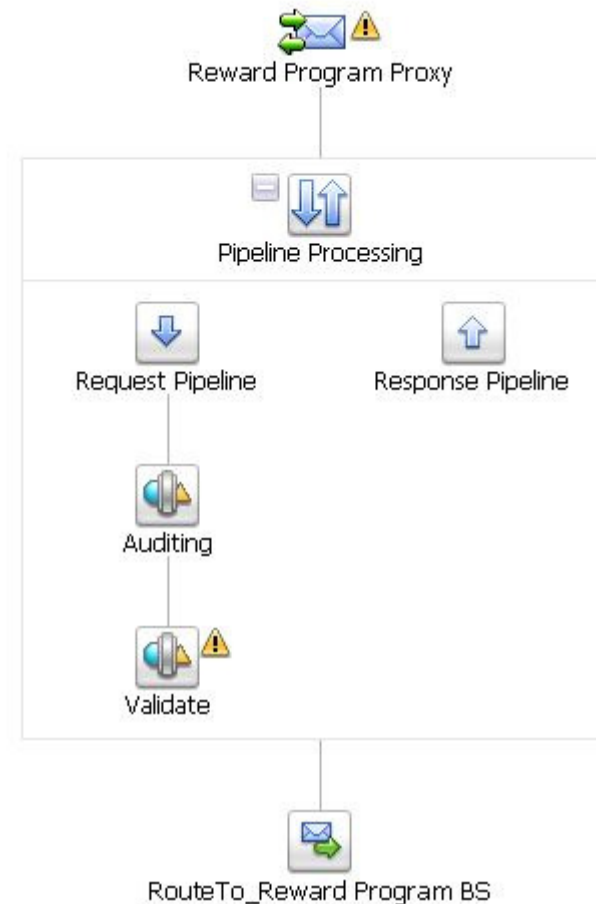 Reward Program Proxy
Pipeline Processing
Request Pipeline
Response Pipeline
Auditing
Validate
RouteTo_Reward Program BS